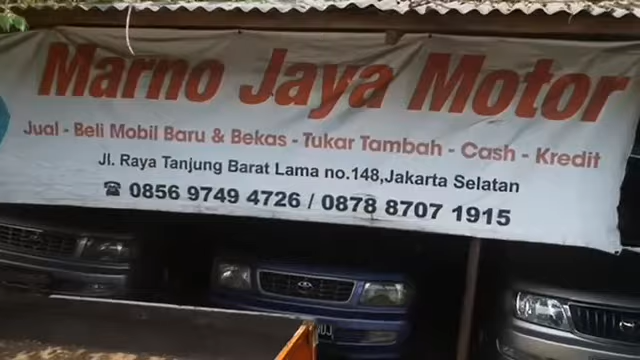 Marno Jaya Motor
Jual - Beli Mobil Baru & Bekas - Tukar Tambah - Cash - Kredit
Jl. Raya Tanjung Barat Lama no.148,Jakarta Selatan
☎ 0856 9749 4726 / 0878 8707 1915